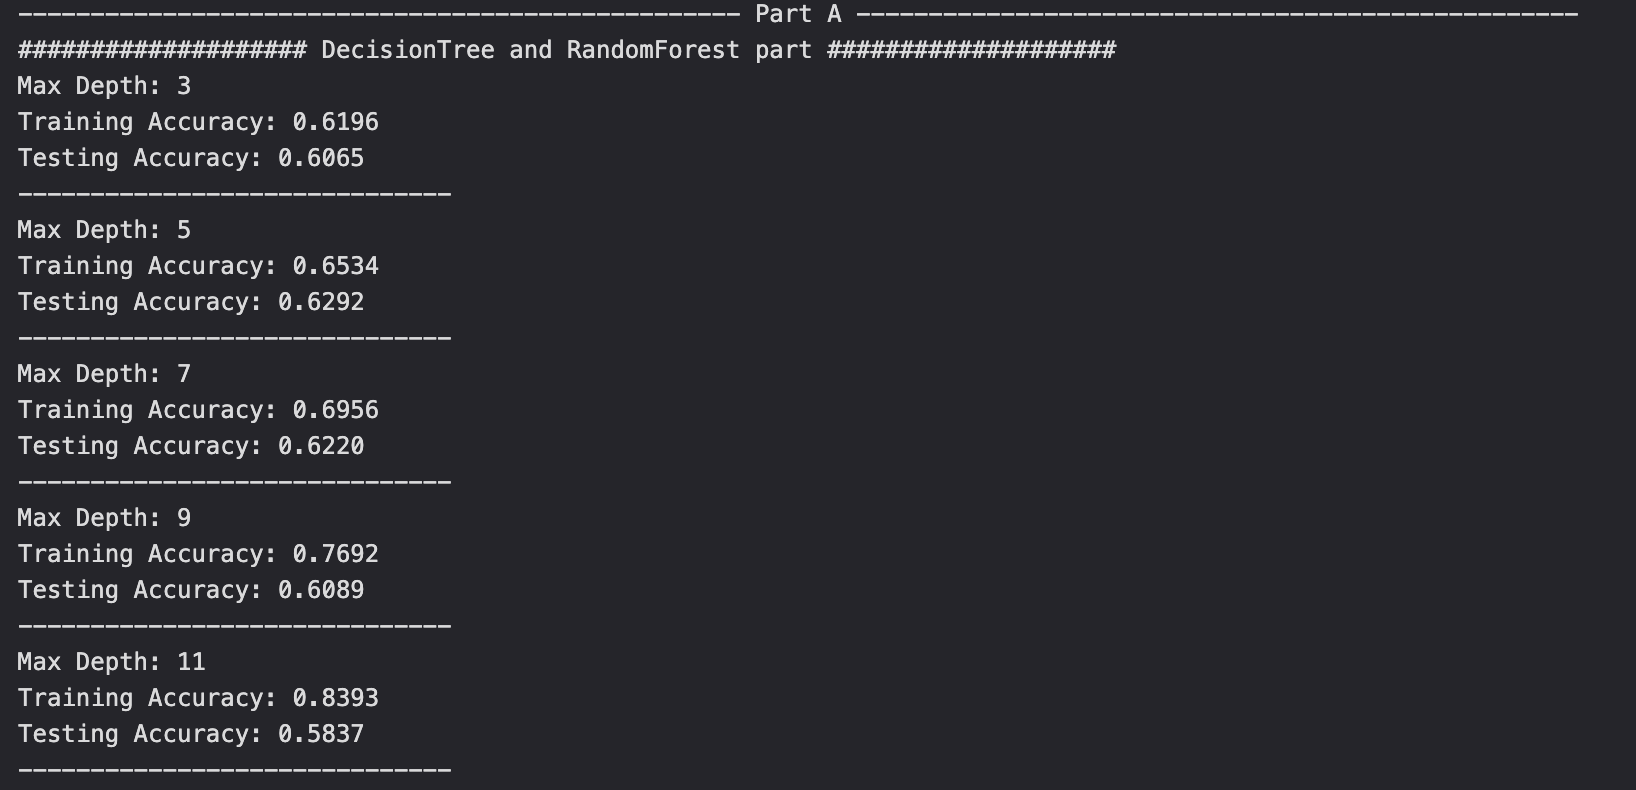 -------------------------------------------------- Part A --------------------------------------------------
#################### DecisionTree and RandomForest part ####################
Max Depth: 3
Training Accuracy: 0.6196
Testing Accuracy: 0.6065
------------------------------
Max Depth: 5
Training Accuracy: 0.6534
Testing Accuracy: 0.6292
------------------------------
Max Depth: 7
Training Accuracy: 0.6956
Testing Accuracy: 0.6220
------------------------------
Max Depth: 9
Training Accuracy: 0.7692
Testing Accuracy: 0.6089
------------------------------
Max Depth: 11
Training Accuracy: 0.8393
Testing Accuracy: 0.5837
------------------------------